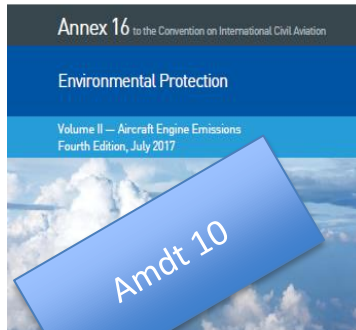 Annex 16 to the Convention on International Civil Aviation
Environmental Protection
Volume II — Aircraft Engine Emissions
Fourth Edition, July 2017
Amdt 10